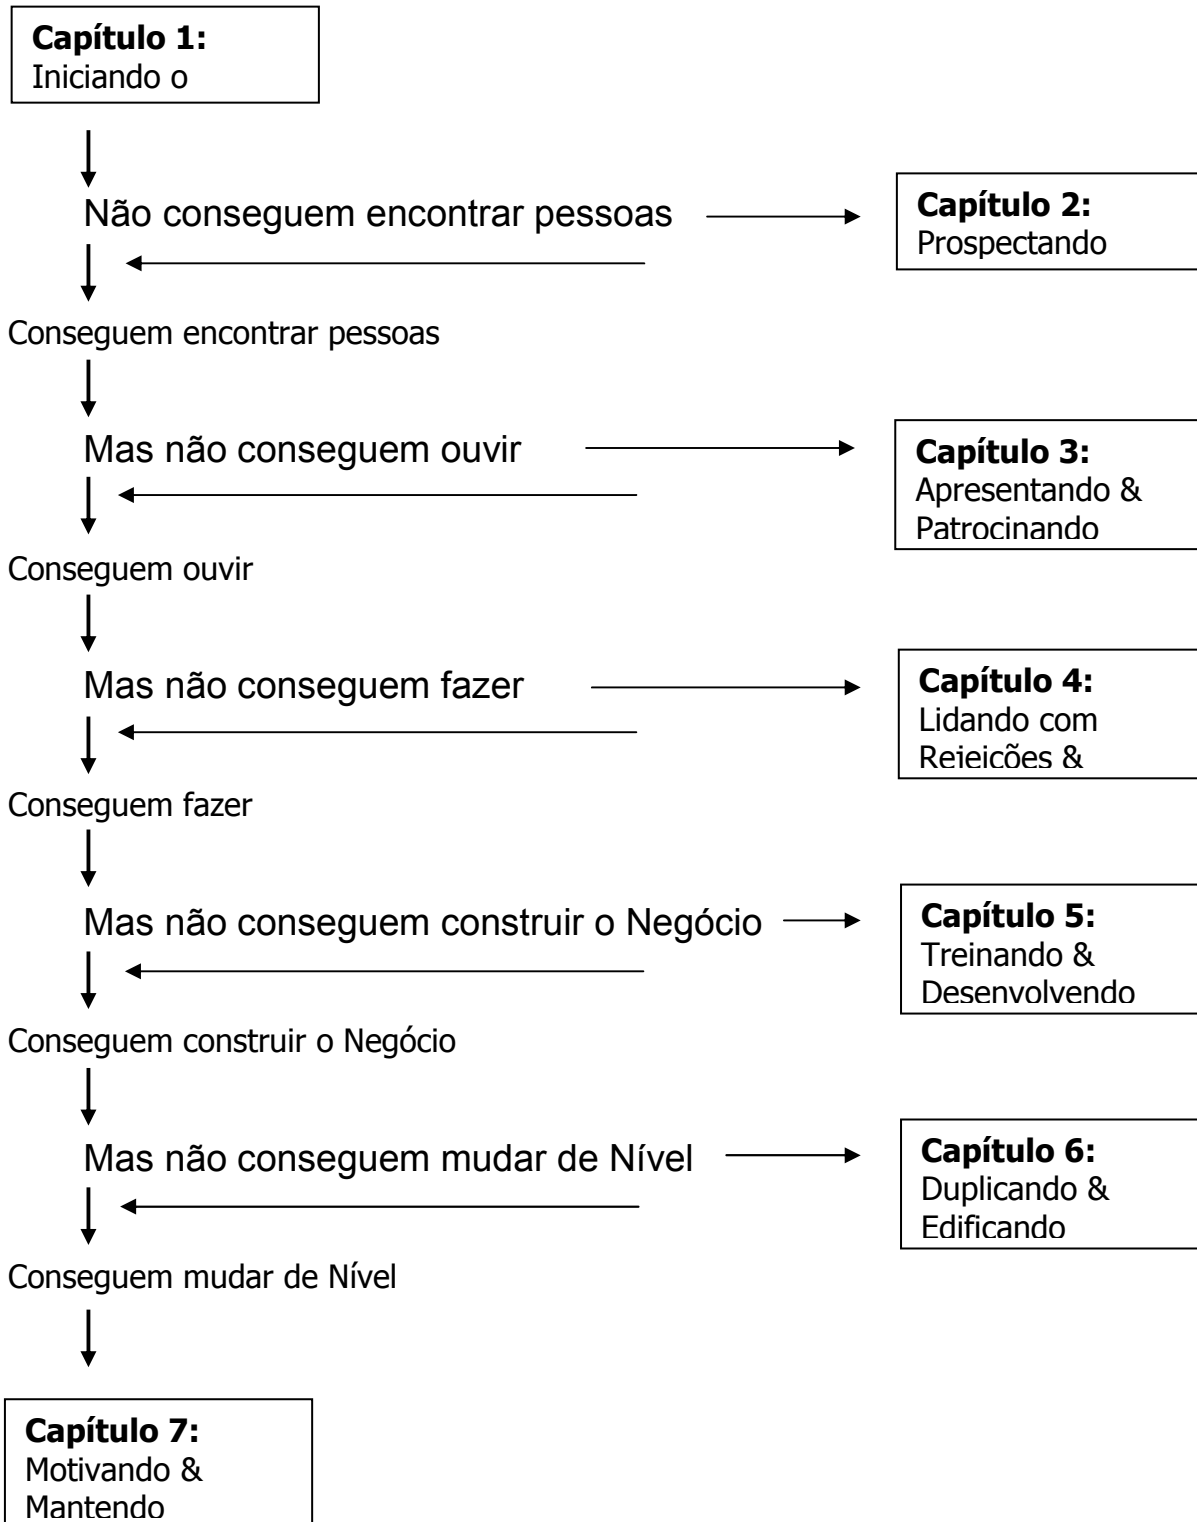 Capítulo 1:
Iniciando o
Não conseguem encontrar pessoas
Capítulo 2:
Prospectando
Conseguem encontrar pessoas
Mas não conseguem ouvir
Capítulo 3:
Apresentando &
Patrocinando
Conseguem ouvir
Mas não conseguem fazer
Capítulo 4:
Lidando com
Rejeições &
Conseguem fazer
Mas não conseguem construir o Negócio
Capítulo 5:
Treinando &
Desenvolvendo
Conseguem construir o Negócio
Mas não conseguem mudar de Nível
Capítulo 6:
Duplicando &
Edificando
Conseguem mudar de Nível
Capítulo 7:
Motivando &
Mantendo